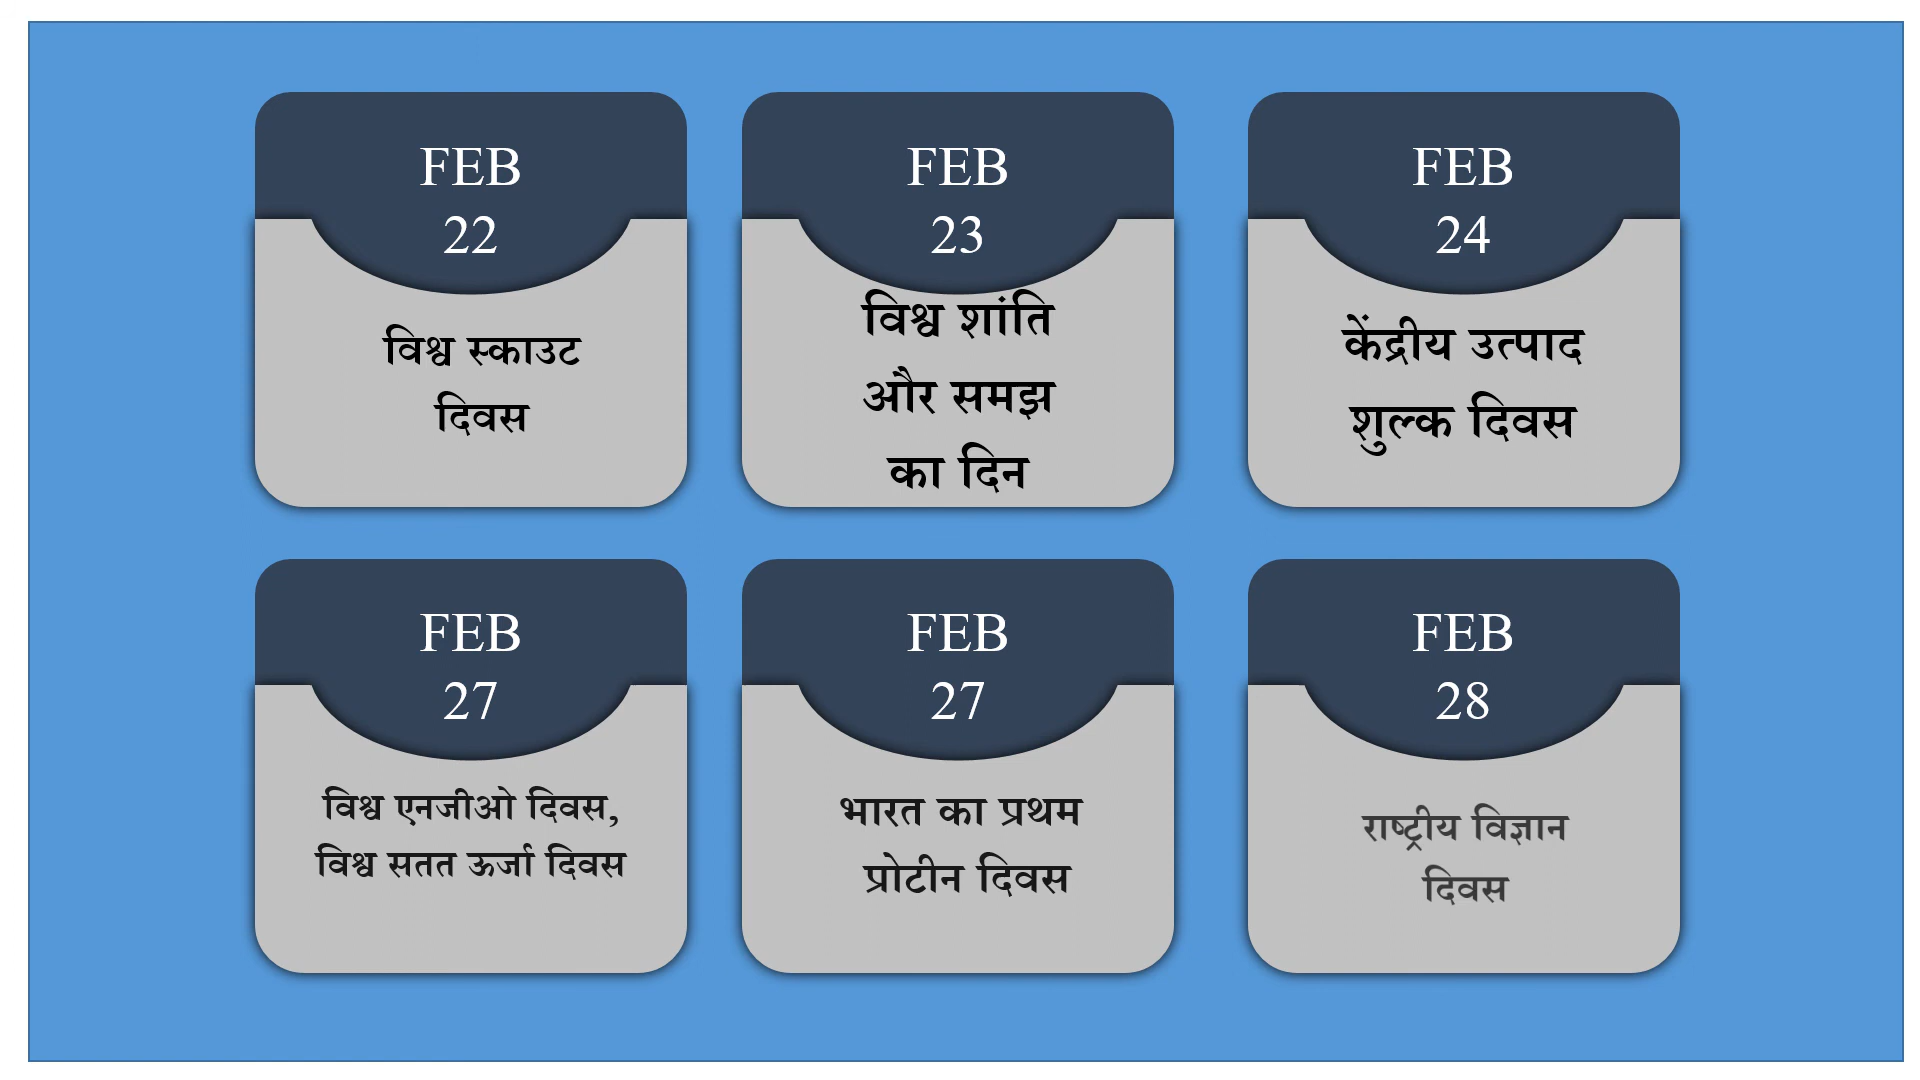 FEB
22
विश्व स्काउट
दिवस
FEB
23
विश्व शांति
और समझ
का दिन
FEB
24
केंद्रीय उत्पाद
शुल्क दिवस
FEB
27
विश्व एनजीओ दिवस,
विश्व सतत ऊर्जा दिवस
FEB
27
भारत का प्रथम
प्रोटीन दिवस
FEB
28
राष्ट्रीय विज्ञान
दिवस